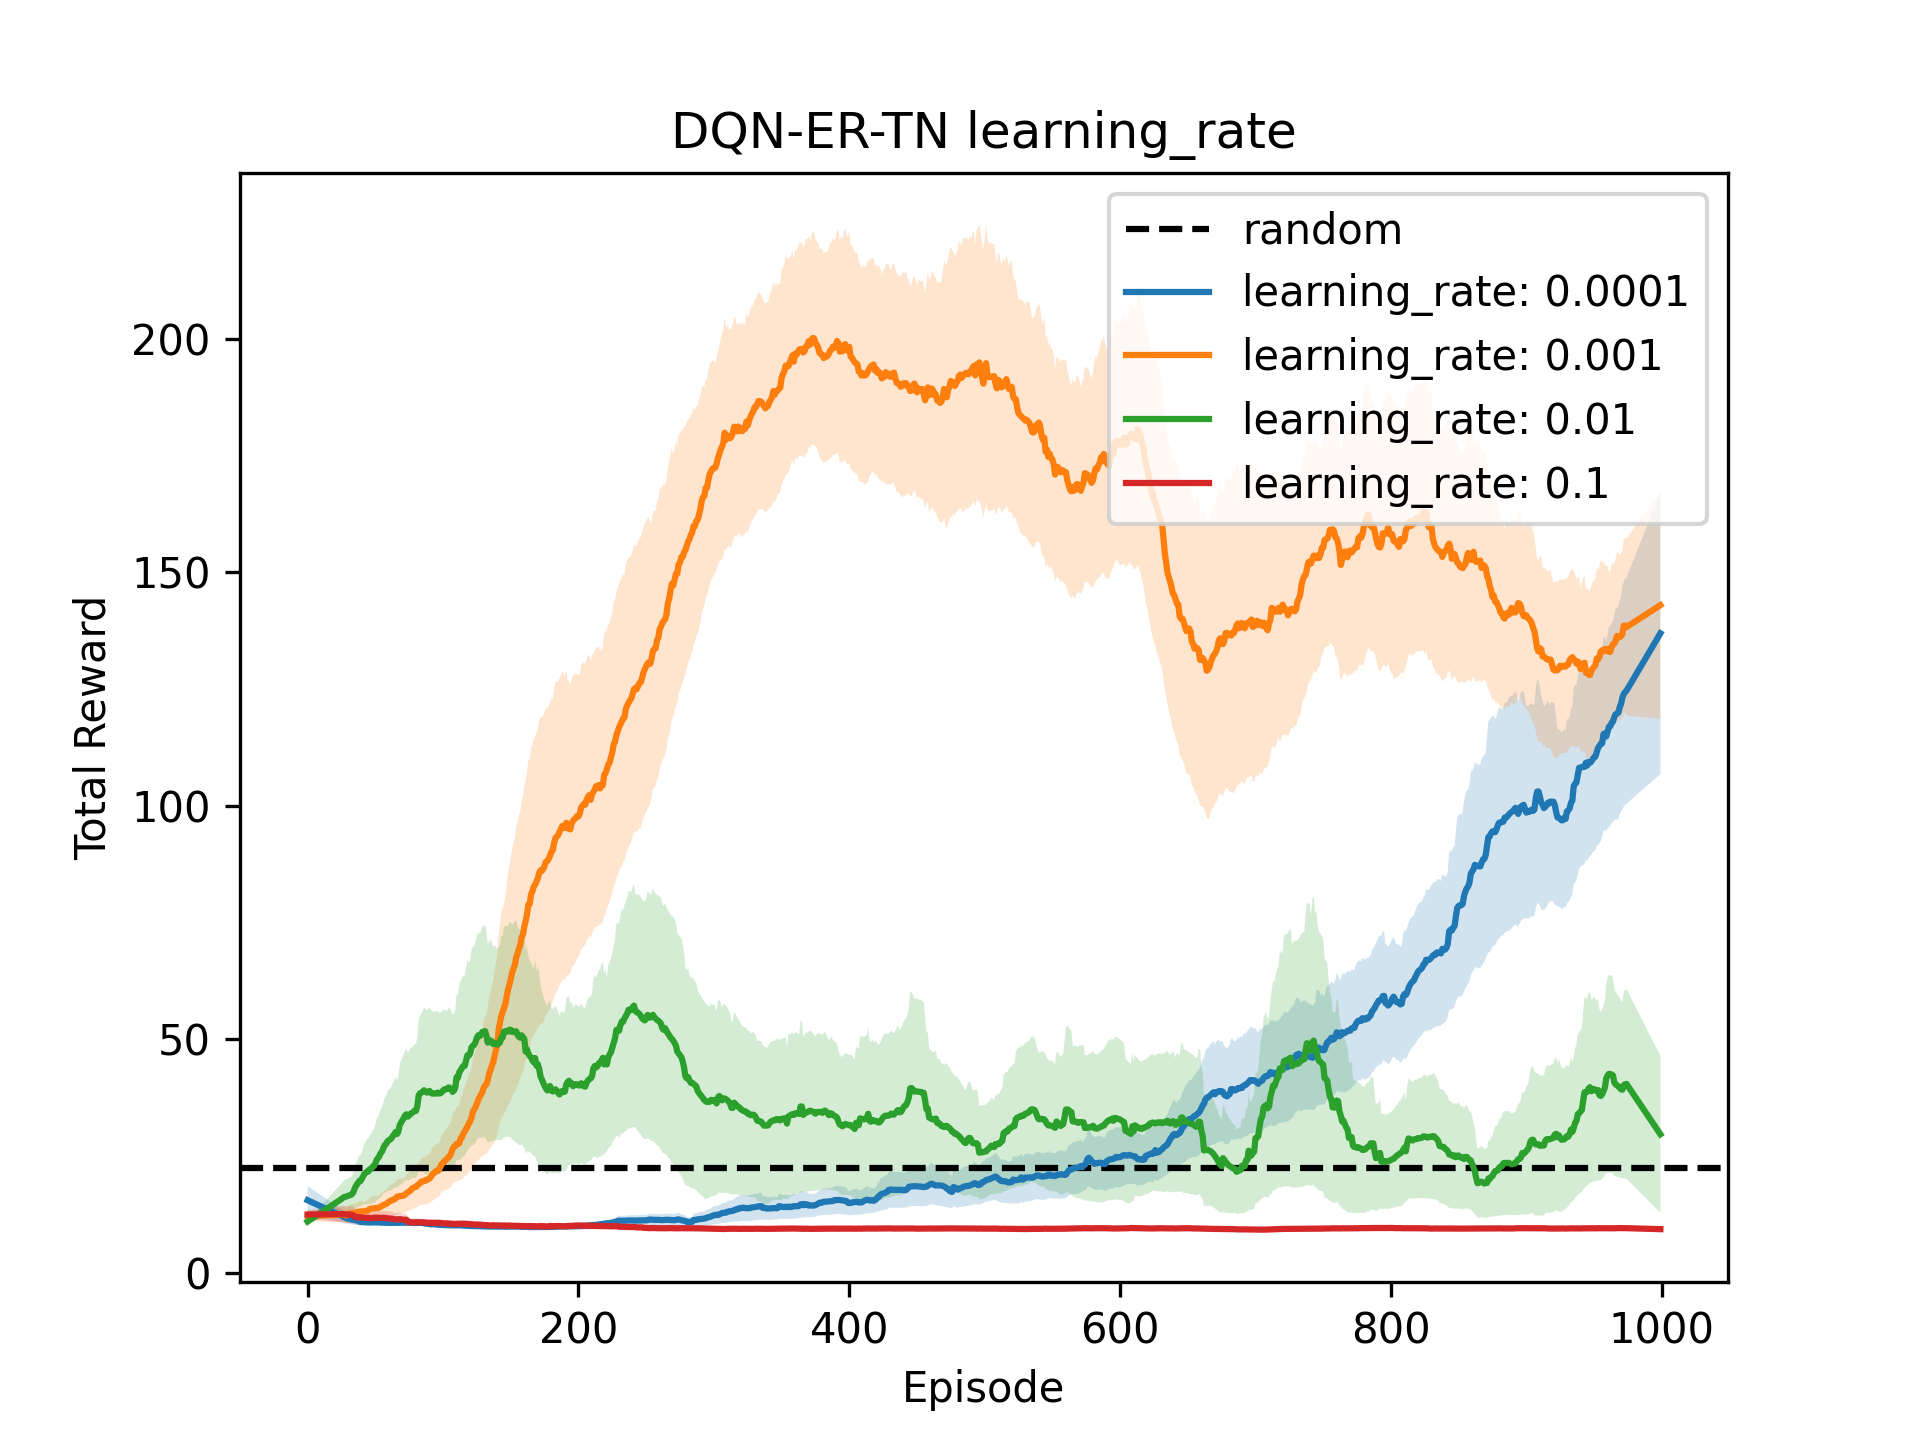 DQN-ER-TN learning_rate
random
learning_rate: 0.0001
learning_rate: 0.001
learning_rate: 0.01
learning_rate: 0.1
Total Reward
200
150
100
50
0
0 200 400 600 800 1000
Episode